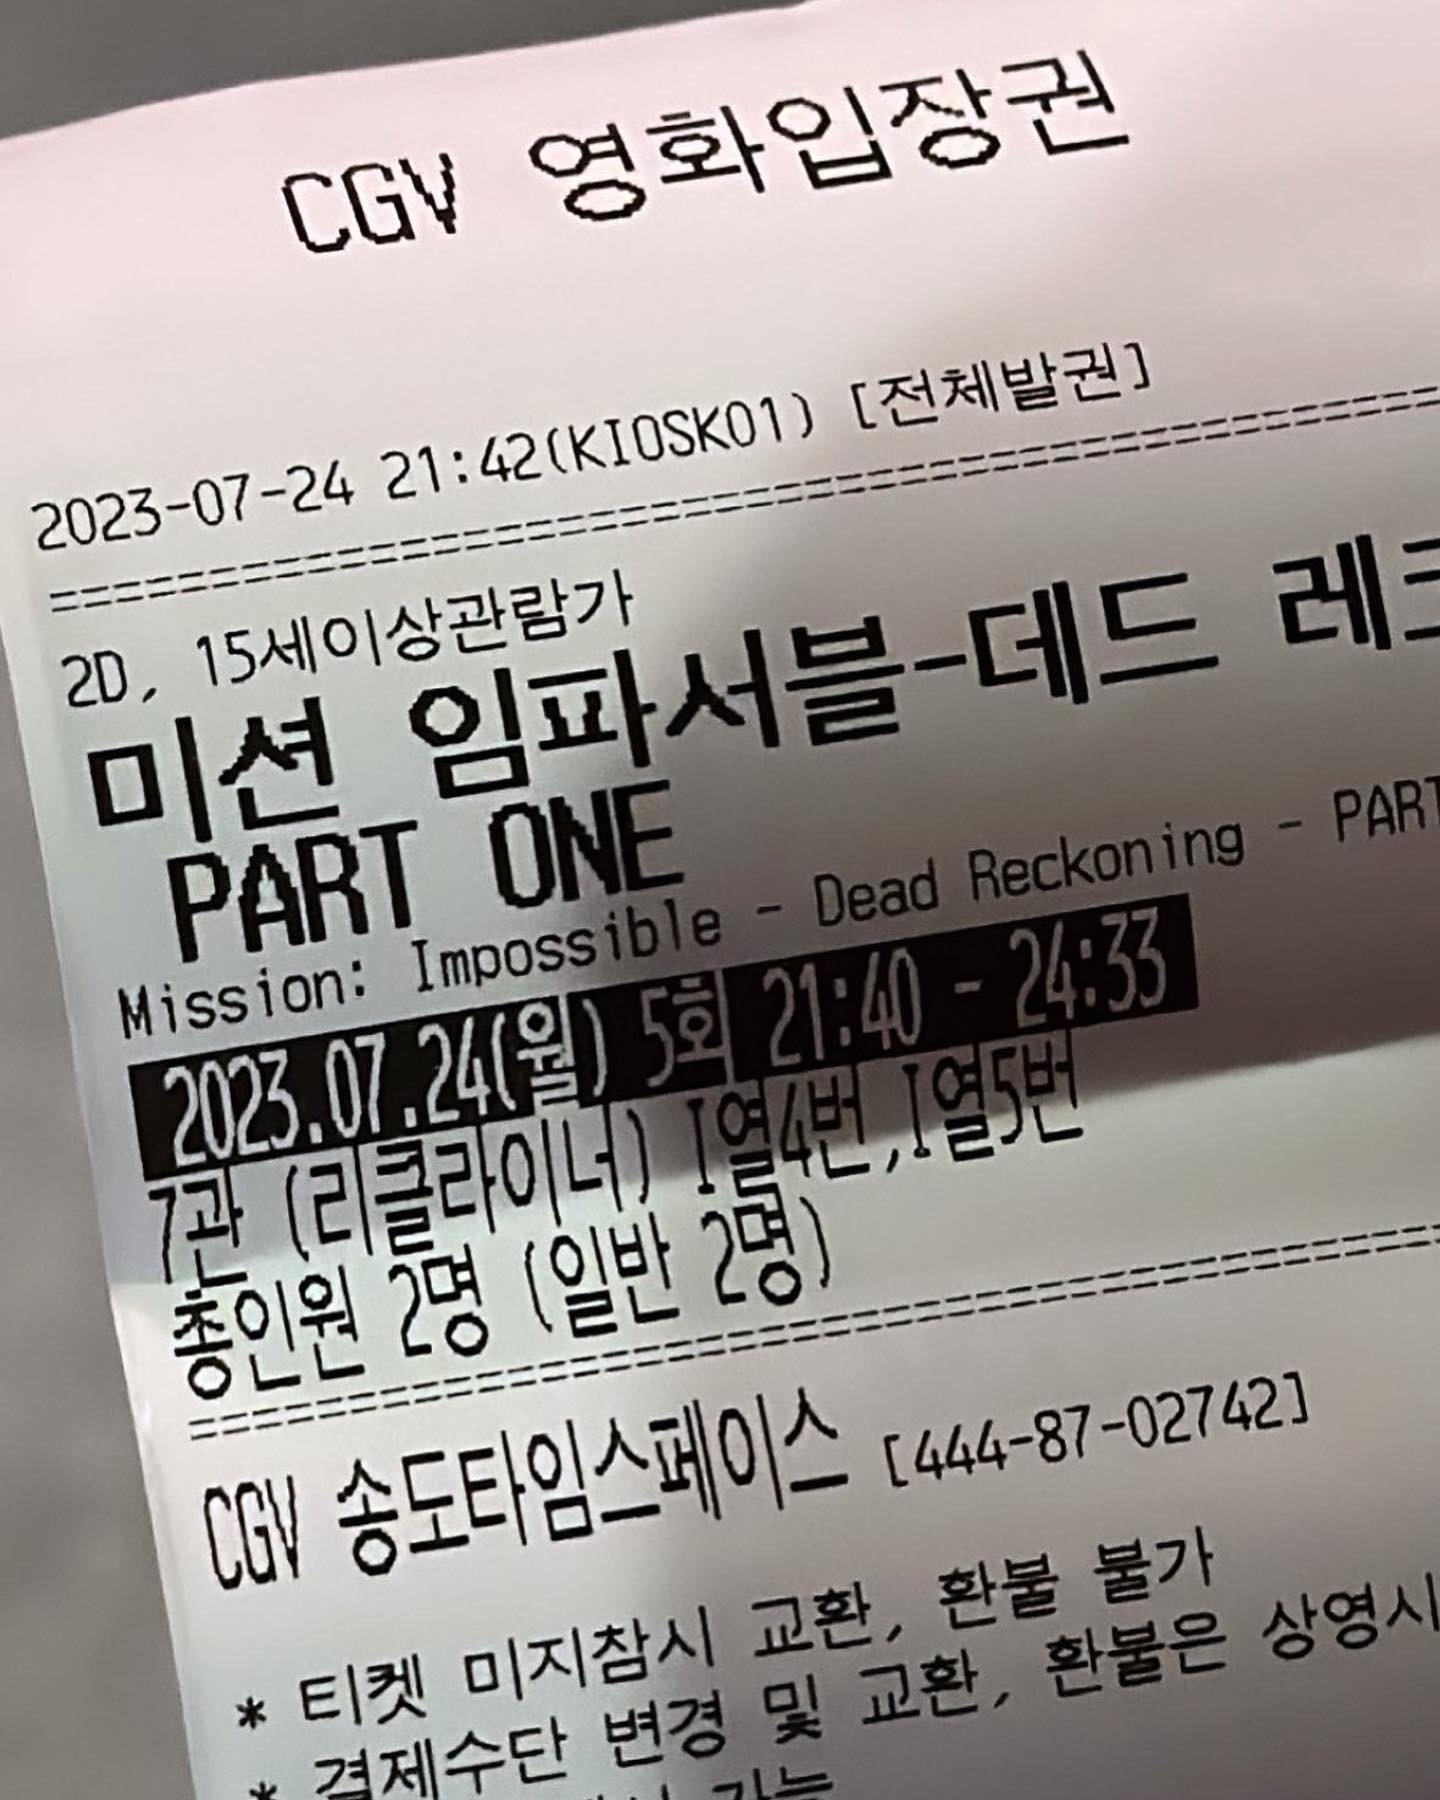 CGV 영화입장권
2023-07-24 21:42(KIOSK01) [전체발권]
2D, 15세이상관람가
미션 임파서블-데드 레
PART ONE
Mission: Impossible - Dead Reckoning - PART
2023.07.24(월) 5회 21:40 - 24:33
7관 (리클라이너) I열4번,I열5번
총인원 2명 (일반 2명)
CGV 송도타임스페이스 [444-87-02742]
* 티켓 미지참시 교환, 환불 불가
* 결제수단 변경 및 교환, 환불은 상영시
가능